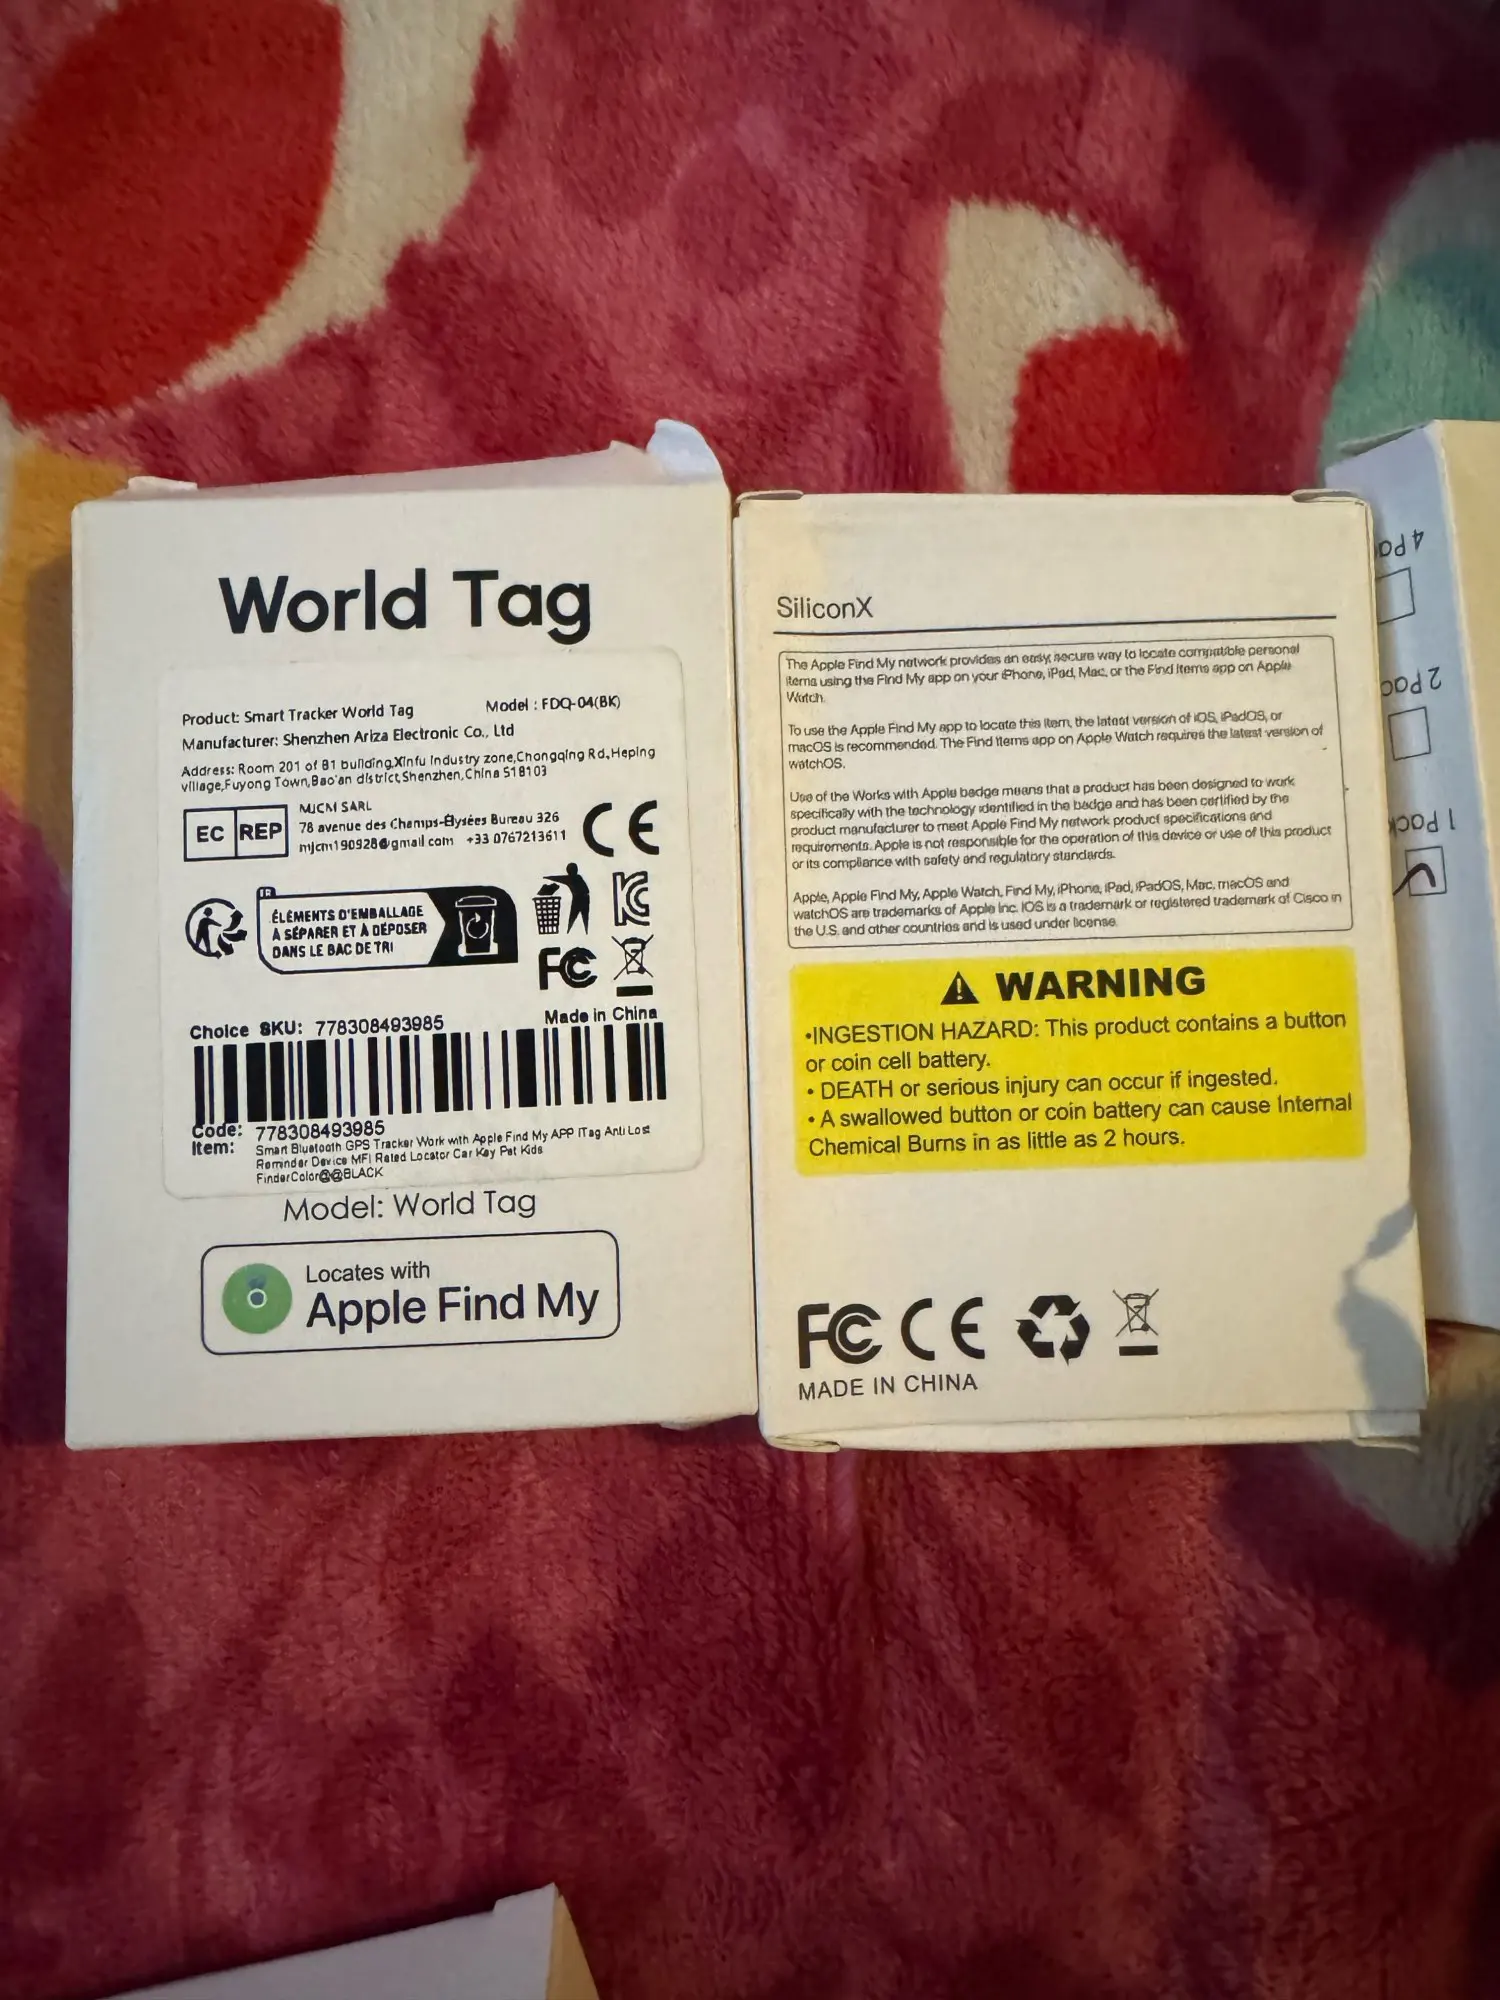 World Tag
Product: Smart Tracker World Tag
Model : FDQ-04(BK)
Manufacturer: Shenzhen Ariza Electronic Co., Ltd
Address: Room 201 of B1 building,Xinfu Industry zone,Chongqing Rd,Heping
village,Fuyong Town,Bao'an district,Shenzhen,China 518103
EC REP
MJCM SARL
78 avenue des Champs-Élysées Bureau 326
mjcm190928@gmail com +33 0767213611
CE
FR
ÉLÉMENTS D'EMBALLAGE
À SÉPARER ET À DÉPOSER
DANS LE BAC DE TRI
FC
Choice SKU: 778308493985
Made in China
Code: 778308493985
Item: Smart Bluetooth GPS Tracker Work with Apple Find My APP ITag Anti Lost
Reminder Device MFI Rated Locator Car Key Pet Kids
FinderColor@@BLACK
Model: World Tag
Locates with
Apple Find My
SiliconX
The Apple Find My network provides an easy, secure way to locate compatible personal
items using the Find My app on your iPhone, iPad, Mac, or the Find Items app on Apple
Watch.
To use the Apple Find My app to locate this item, the latest version of iOS, iPadOS, or
macOS is recommended. The Find Items app on Apple Watch requires the latest version of
watchOS.
Use of the Works with Apple badge means that a product has been designed to work
specifically with the technology identified in the badge and has been certified by the
product manufacturer to meet Apple Find My network product specifications and
requirements. Apple is not responsible for the operation of this device or use of this product
or its compliance with safety and regulatory standards.
Apple, Apple Find My, Apple Watch, Find My, iPhone, iPad, iPadOS, Mac, macOS and
watchOS are trademarks of Apple Inc. IOS is a trademark or registered trademark of Cisco in
the U.S. and other countries and is used under license.
WARNING
•INGESTION HAZARD: This product contains a button
or coin cell battery.
• DEATH or serious injury can occur if ingested.
• A swallowed button or coin battery can cause Internal
Chemical Burns in as little as 2 hours.
FC CE
MADE IN CHINA
4 Pac
2 Pac
1 Pack